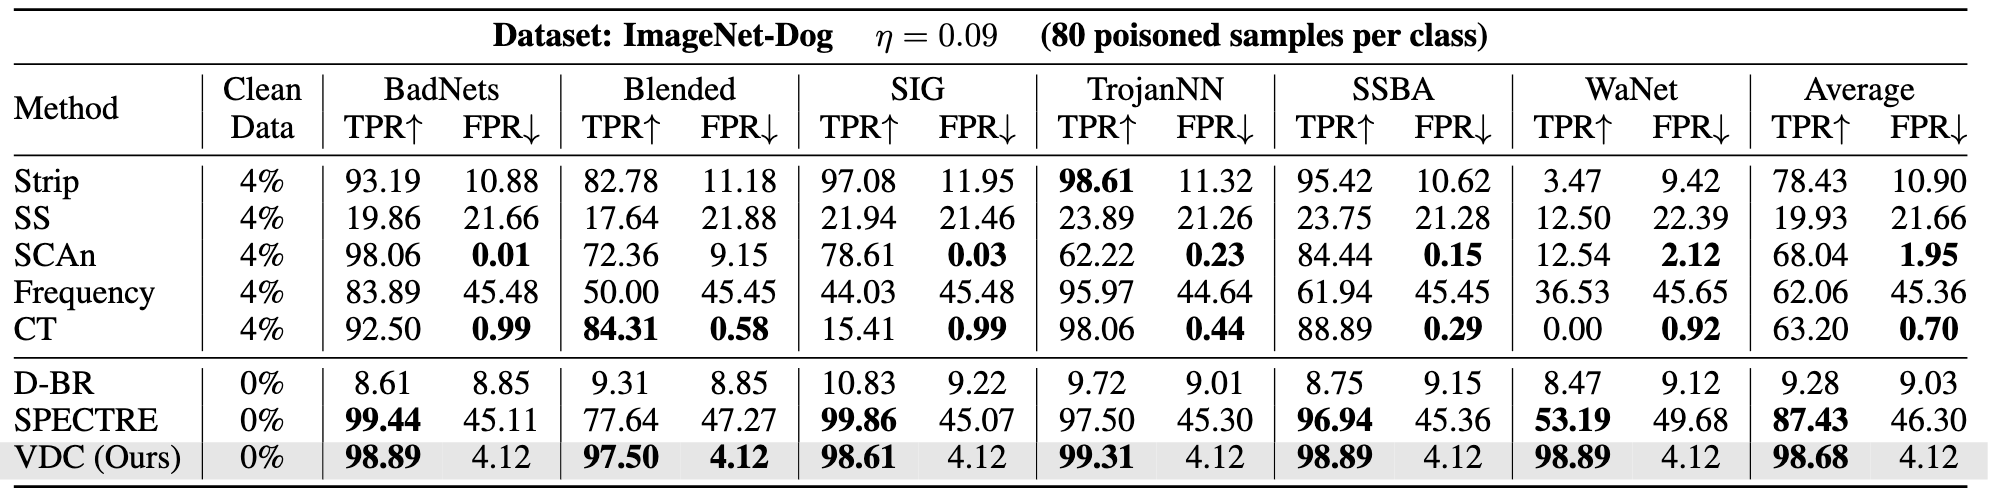 Dataset: ImageNet-Dog η = 0.09 (80 poisoned samples per class)
Method Clean Data BadNets Blended SIG TrojanNN SSBA WaNet Average
TPR↑ FPR↓ TPR↑ FPR↓ TPR↑ FPR↓ TPR↑ FPR↓ TPR↑ FPR↓ TPR↑ FPR↓ TPR↑ FPR↓
Strip 4% 93.19 10.88 82.78 11.18 97.08 11.95 98.61 11.32 95.42 10.62 3.47 9.42 78.43 10.90
SS 4% 19.86 21.66 17.64 21.88 21.94 21.46 23.89 21.26 23.75 21.28 12.50 22.39 19.93 21.66
SCAn 4% 98.06 0.01 72.36 9.15 78.61 0.03 62.22 0.23 84.44 0.15 12.54 2.12 68.04 1.95
Frequency 4% 83.89 45.48 50.00 45.45 44.03 45.48 95.97 44.64 61.94 45.45 36.53 45.65 62.06 45.36
CT 4% 92.50 0.99 84.31 0.58 15.41 0.99 98.06 0.44 88.89 0.29 0.00 0.92 63.20 0.70
D-BR 0% 8.61 8.85 9.31 8.85 10.83 9.22 9.72 9.01 8.75 9.15 8.47 9.12 9.28 9.03
SPECTRE 0% 99.44 45.11 77.64 47.27 99.86 45.07 97.50 45.30 96.94 45.36 53.19 49.68 87.43 46.30
VDC (Ours) 0% 98.89 4.12 97.50 4.12 98.61 4.12 99.31 4.12 98.89 4.12 98.89 4.12 98.68 4.12